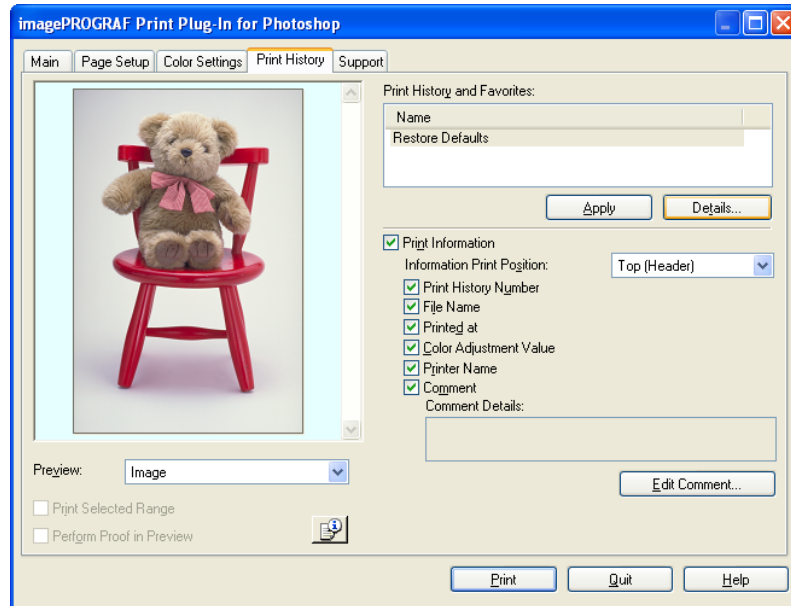 imagePROGRAF Print Plug-In for Photoshop
Main Page Setup Color Settings Print History Support
Print History and Favorites:
Name
Restore Defaults
Apply Details...
Print Information
Information Print Position: Top (Header)
Print History Number
File Name
Printed at
Color Adjustment Value
Printer Name
Comment
Comment Details:
Edit Comment...
Preview: Image
Print Selected Range
Perform Proof in Preview
Print Quit Help